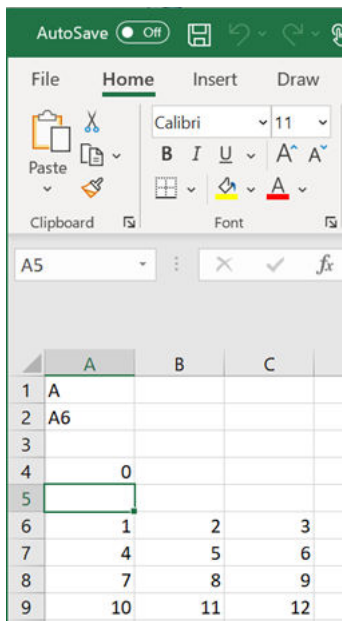 AutoSave Off
File Home Insert Draw
Calibri 11
B I U A A
Paste
A
Clipboard Font
A5 fx
A B C
1 A
2 A6
3
4 0
5
6 1 2 3
7 4 5 6
8 7 8 9
9 10 11 12